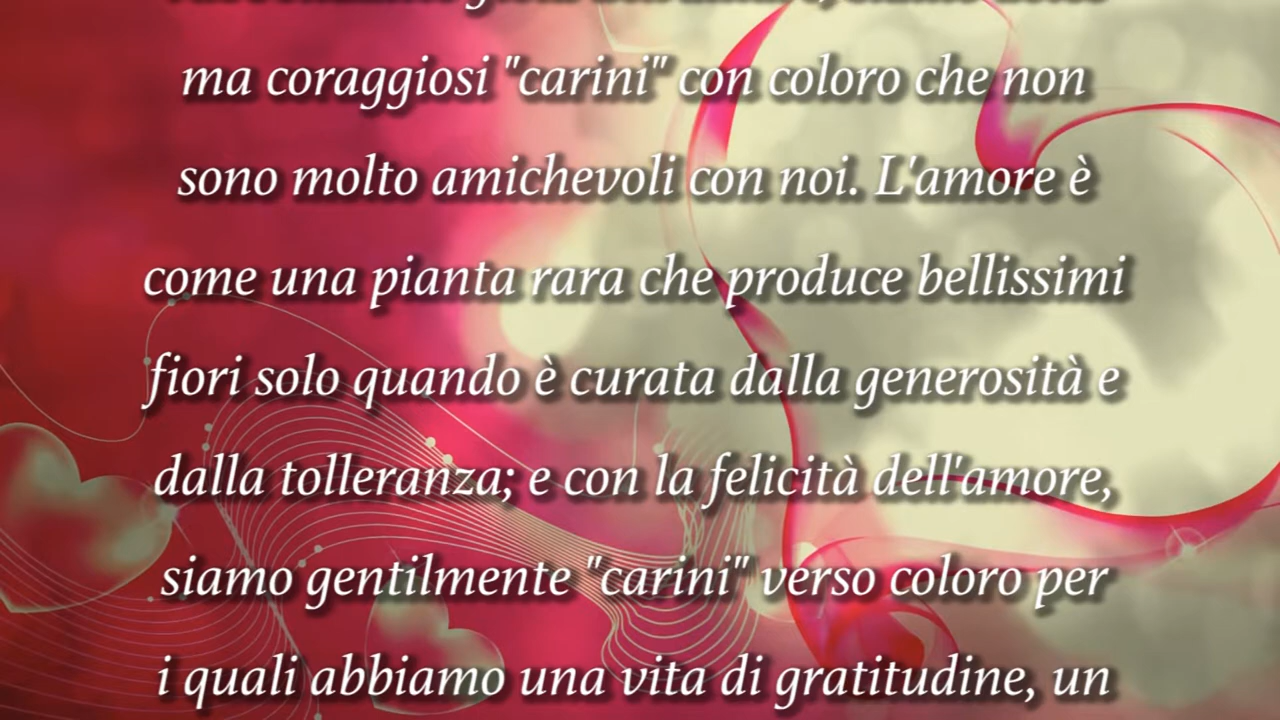 ma coraggiosi "carini" con coloro che non
sono molto amichevoli con noi. L'amore è
come una pianta rara che produce bellissimi
fiori solo quando è curata dalla generosità e
dalla tolleranza; e con la felicità dell'amore,
siamo gentilmente "carini" verso coloro per
i quali abbiamo una vita di gratitudine, un